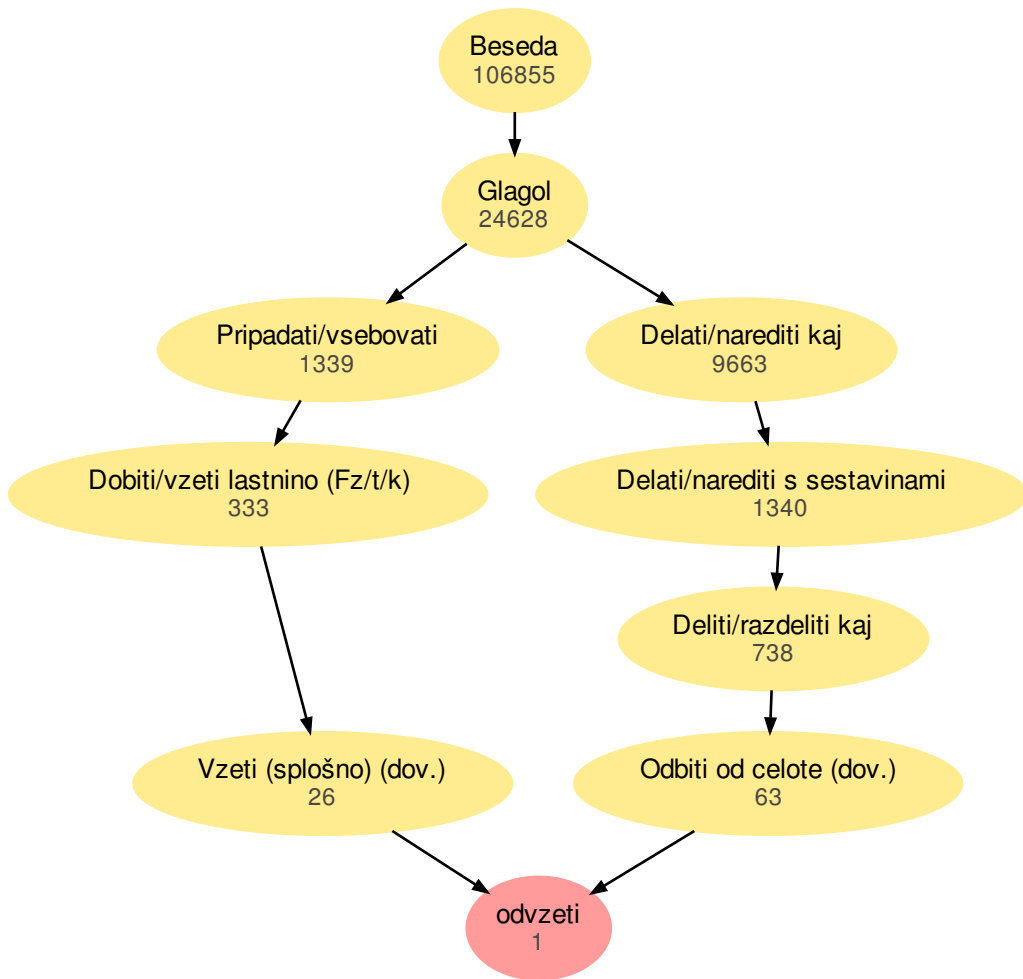 Beseda
106855
Glagol
24628
Pripadati/vsebovati
1339
Delati/narediti kaj
9663
Dobiti/vzeti lastnino (Fz/t/k)
333
Delati/narediti s sestavinami
1340
Deliti/razdeliti kaj
738
Vzeti (splošno) (dov.)
26
Odbiti od celote (dov.)
63
odvzeti
1